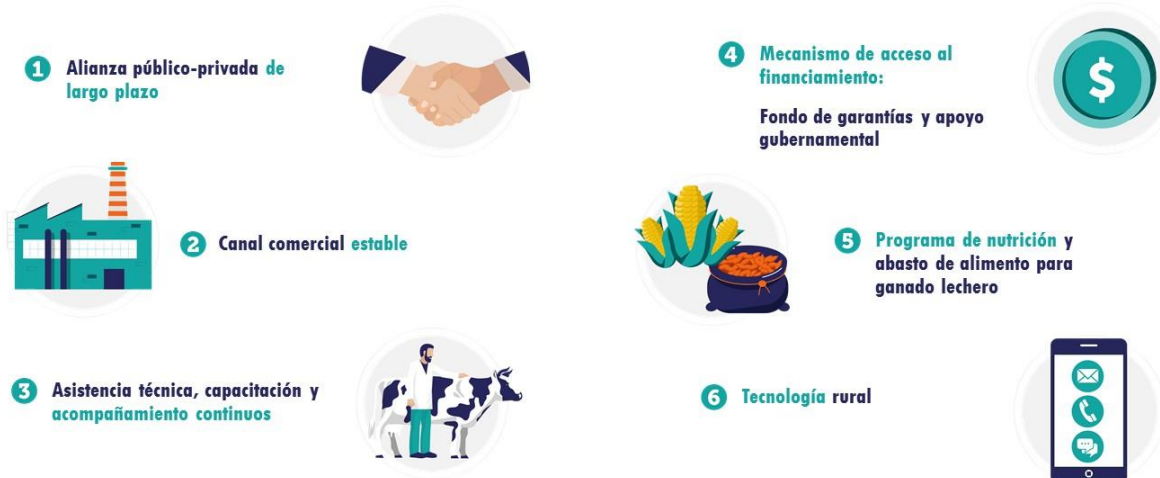 1 Alianza público-privada de
largo plazo
2 Canal comercial estable
3 Asistencia técnica, capacitación y
acompañamiento continuos
4 Mecanismo de acceso al
financiamiento:
Fondo de garantías y apoyo
gubernamental
$
5 Programa de nutrición y
abasto de alimento para
ganado lechero
6 Tecnología rural